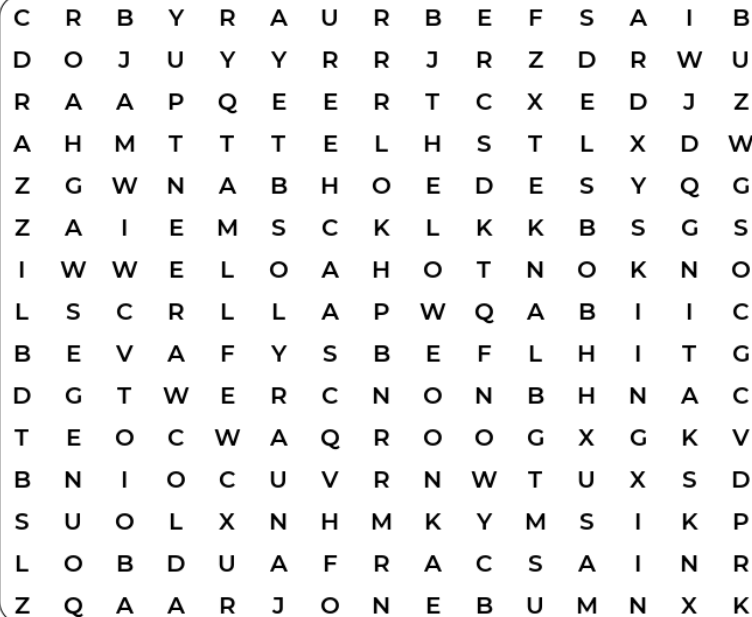 C R B Y R A U R B E F S A I B
D O J U Y Y R R J R Z D R W U
R A A P Q E E R T C X E D J Z
A H M T T T E L H S T L X D W
Z G W N A B H O E D E S Y Q G
Z A I E M S C K L K K B S G S
I W W E L O A H O T N O K N O
L S C R L L A P W Q A B I I C
B E V A F Y S B E F L H I T G
D G T W E R C N O N B H N A C
T E O C W A Q R O O G X G K V
B N I O C U V R N W T U X S D
S U O L X N H M K Y M S I K P
L O B D U A F R A C S A I N R
Z Q A A R J O N E B U M N X K